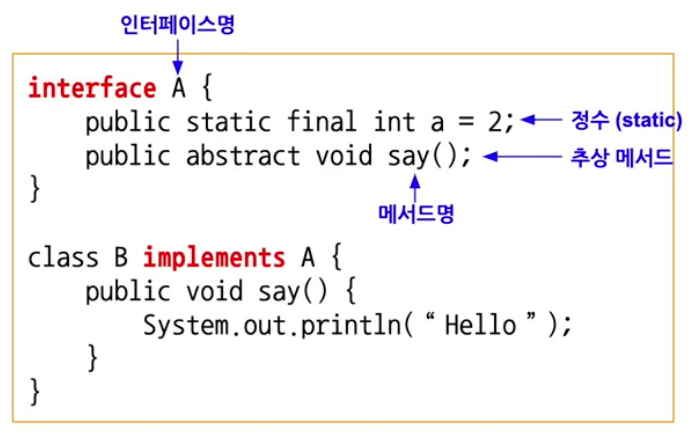 인터페이스명
interface A {
public static final int a = 2; 정수 (static)
public abstract void say(); 추상 메서드
}
메서드명
class B implements A {
public void say() {
System.out.println( “ Hello ” );
}
}